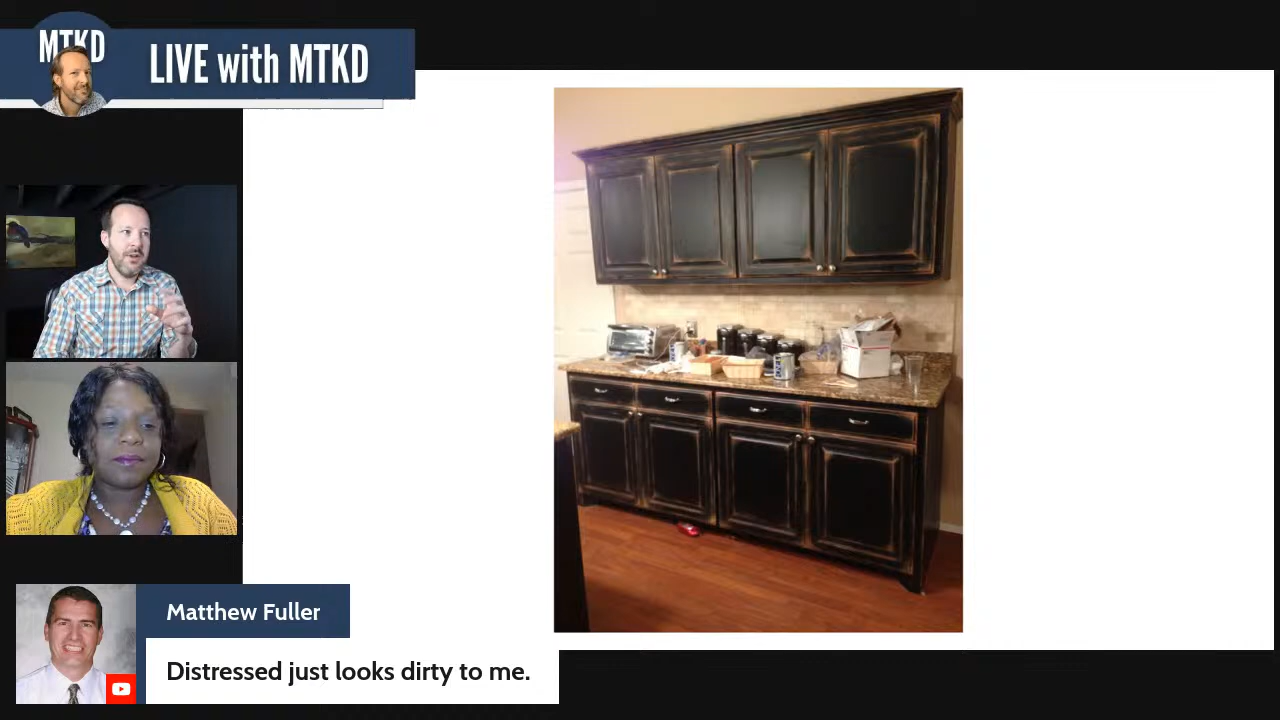 MTKD
LIVE with MTKD
Matthew Fuller
Distressed just looks dirty to me.